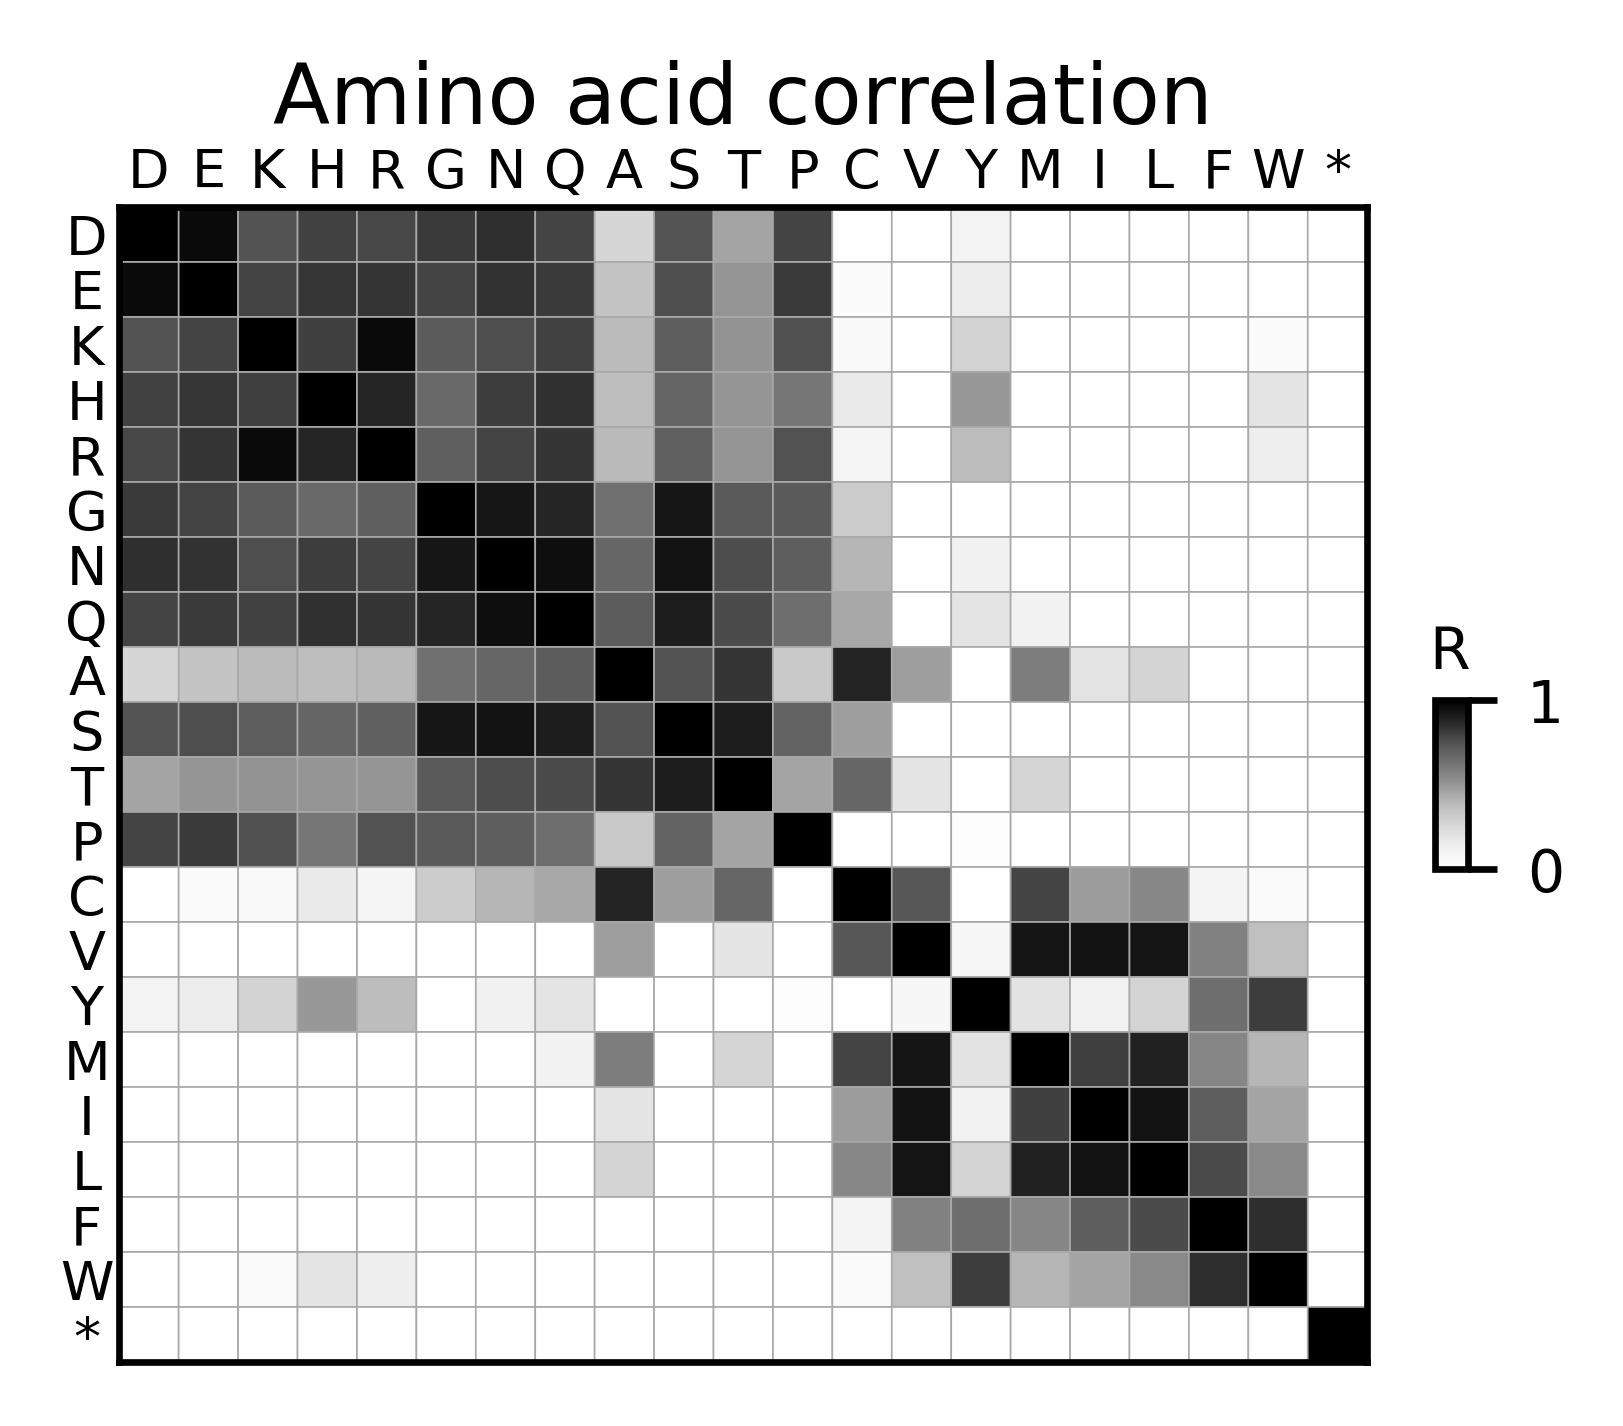 Amino acid correlation
D E K H R G N Q A S T P C V Y M I L F W *
D
E
K
H
R
G
N
Q
A
S
T
P
C
V
Y
M
I
L
F
W
*
R
1
0